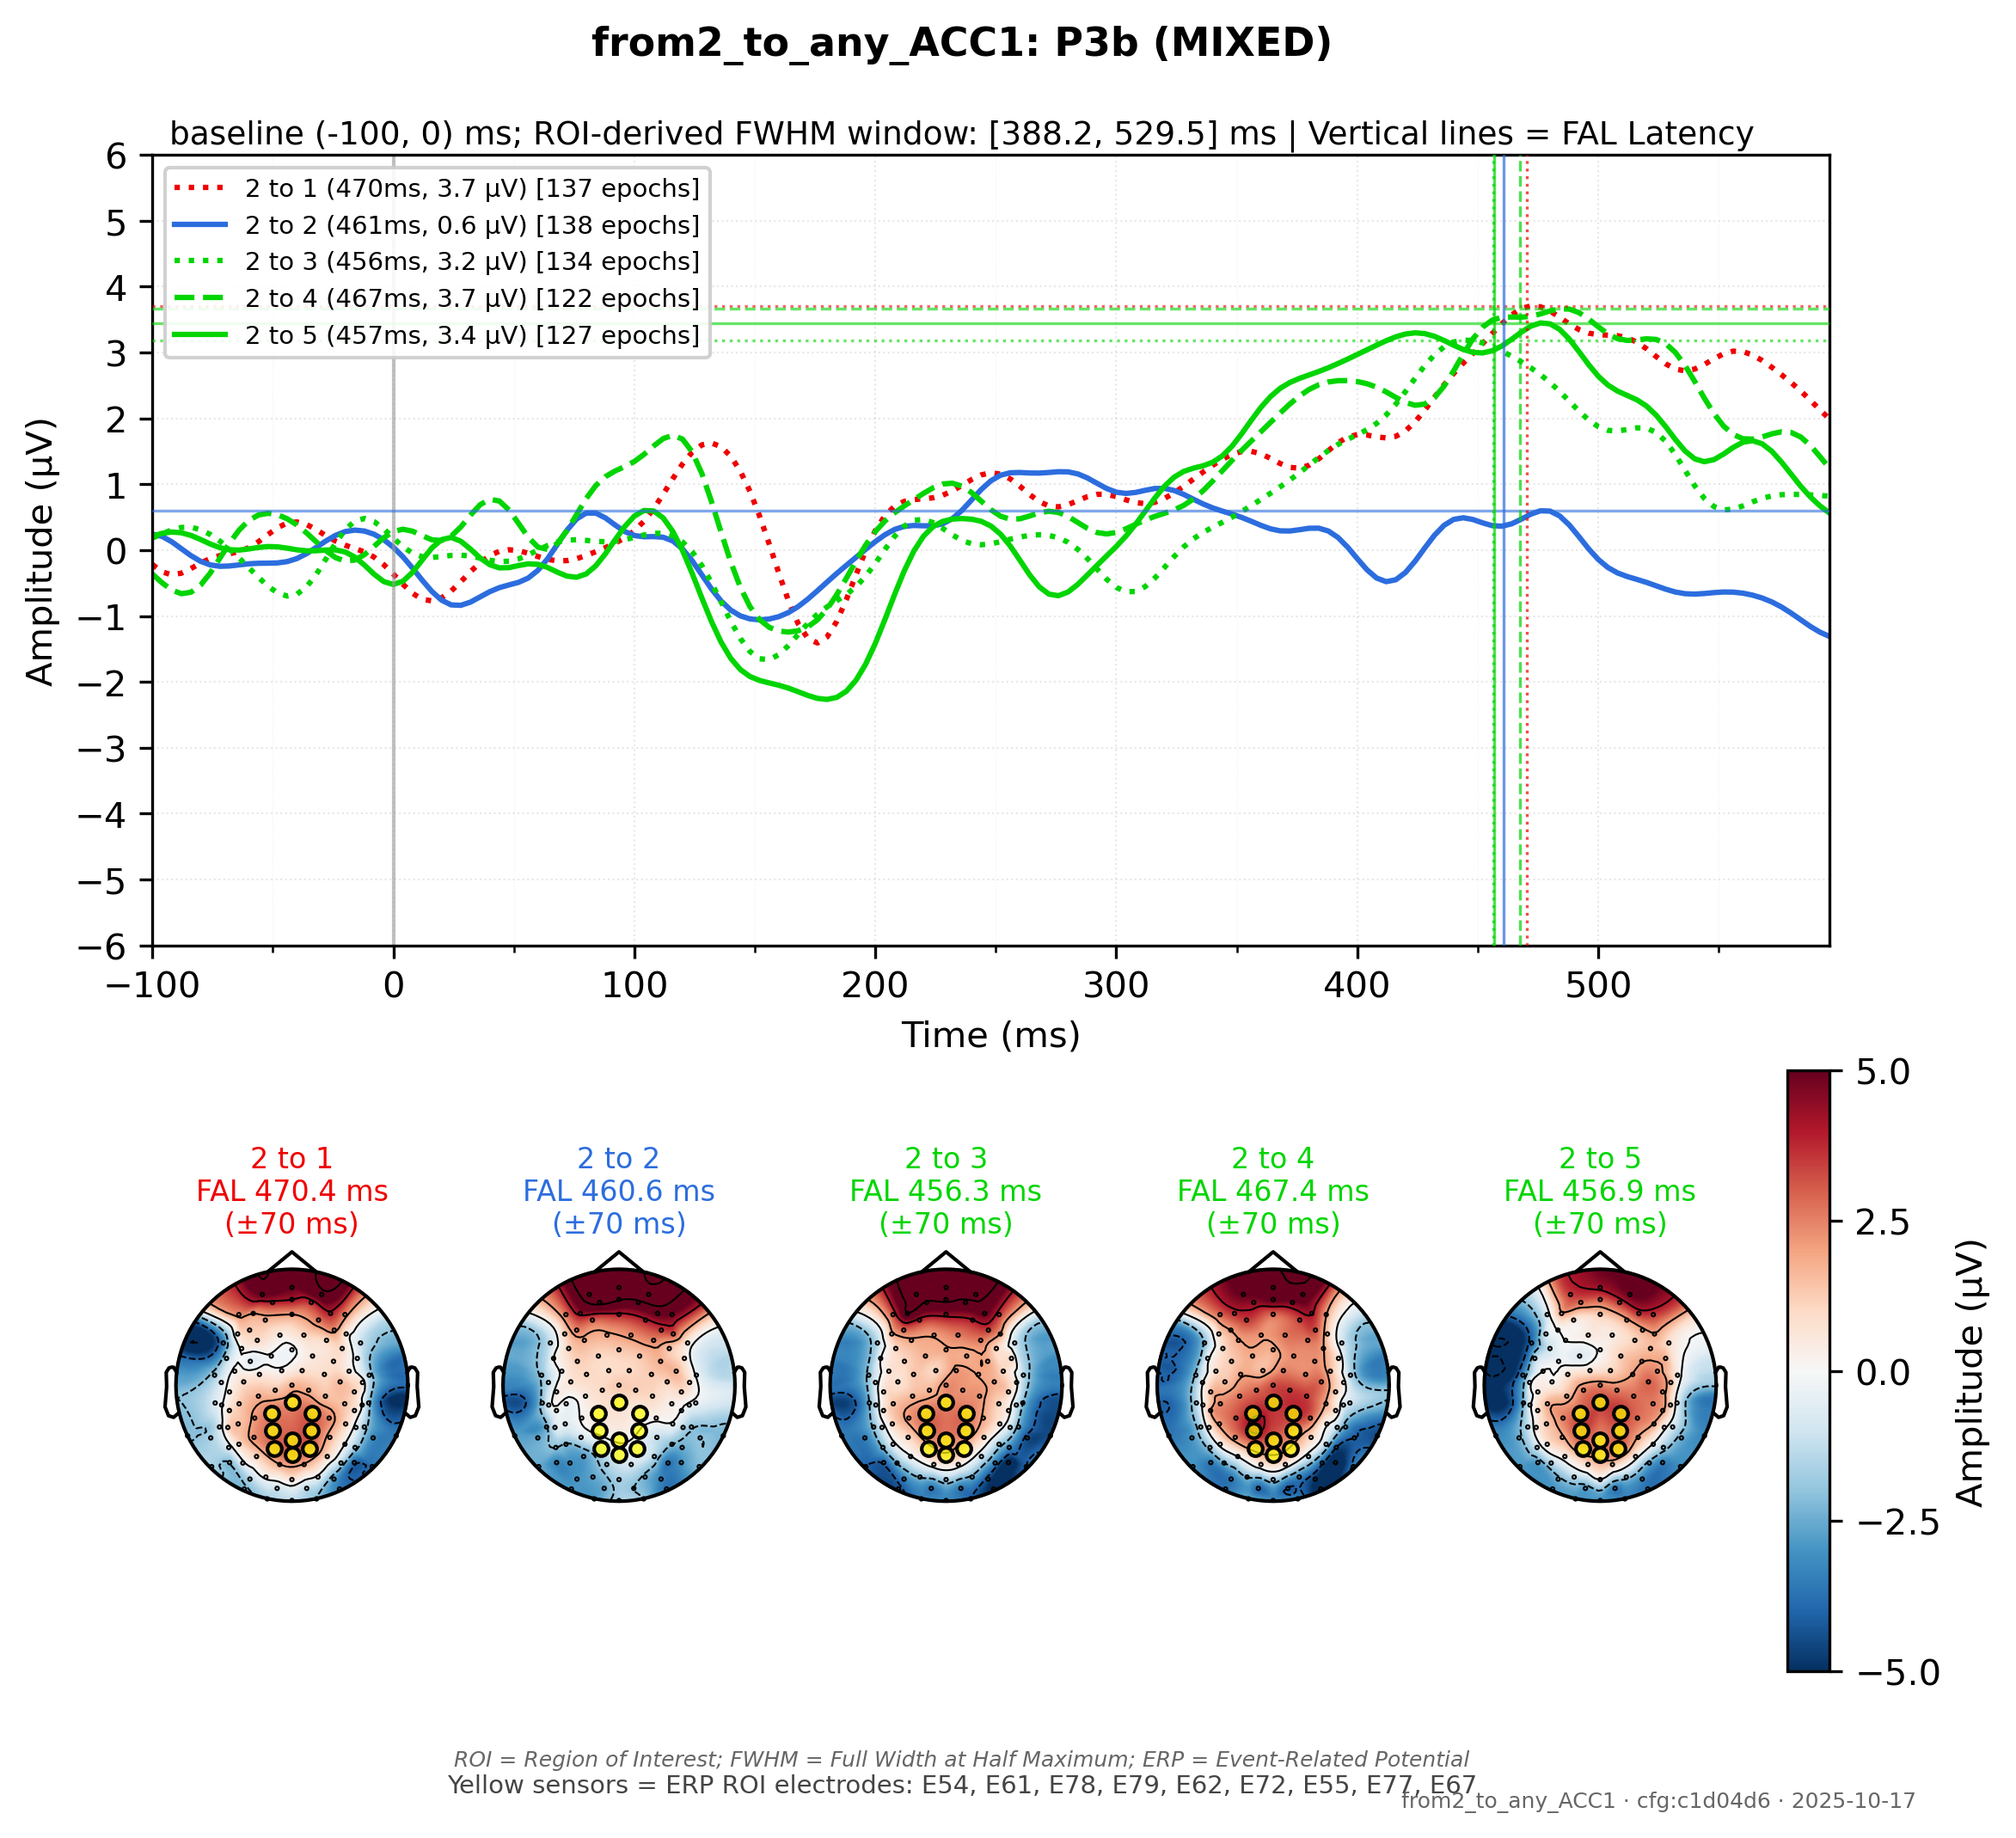 from2_to_any_ACC1: P3b (MIXED)
baseline (-100, 0) ms; ROI-derived FWHM window: [388.2, 529.5] ms | Vertical lines = FAL Latency
2 to 1 (470ms, 3.7 µV) [137 epochs]
2 to 2 (461ms, 0.6 µV) [138 epochs]
2 to 3 (456ms, 3.2 µV) [134 epochs]
2 to 4 (467ms, 3.7 µV) [122 epochs]
2 to 5 (457ms, 3.4 µV) [127 epochs]
Amplitude (µV)
6
5
4
3
2
1
0
−1
−2
−3
−4
−5
−6
−100 0 100 200 300 400 500
Time (ms)
2 to 1
FAL 470.4 ms
(±70 ms)
2 to 2
FAL 460.6 ms
(±70 ms)
2 to 3
FAL 456.3 ms
(±70 ms)
2 to 4
FAL 467.4 ms
(±70 ms)
2 to 5
FAL 456.9 ms
(±70 ms)
5.0
2.5
0.0
−2.5
−5.0
Amplitude (µV)
ROI = Region of Interest; FWHM = Full Width at Half Maximum; ERP = Event-Related Potential
Yellow sensors = ERP ROI electrodes: E54, E61, E78, E79, E62, E72, E55, E77, E67
from2_to_any_ACC1 · cfg:c1d04d6 · 2025-10-17